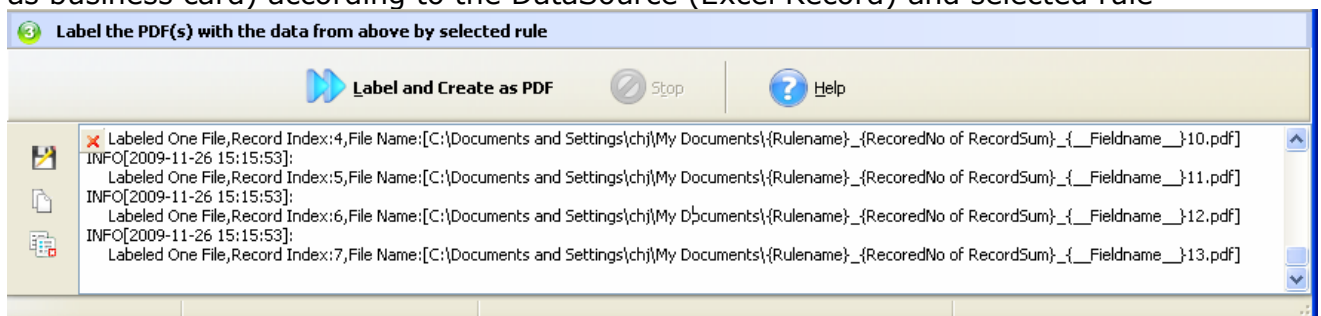 as business card) according to the DataSource (Excel Record) and selected rule
3 Label the PDF(s) with the data from above by selected rule
Label and Create as PDF Stop Help
Labeled One File,Record Index:4,File Name:[C:\Documents and Settings\chj\My Documents\{Rulename}_{RecoredNo of RecordSum}_{__Fieldname__}10.pdf]
INFO[2009-11-26 15:15:53]:
Labeled One File,Record Index:5,File Name:[C:\Documents and Settings\chj\My Documents\{Rulename}_{RecoredNo of RecordSum}_{__Fieldname__}11.pdf]
INFO[2009-11-26 15:15:53]:
Labeled One File,Record Index:6,File Name:[C:\Documents and Settings\chj\My Documents\{Rulename}_{RecoredNo of RecordSum}_{__Fieldname__}12.pdf]
INFO[2009-11-26 15:15:53]:
Labeled One File,Record Index:7,File Name:[C:\Documents and Settings\chj\My Documents\{Rulename}_{RecoredNo of RecordSum}_{__Fieldname__}13.pdf]